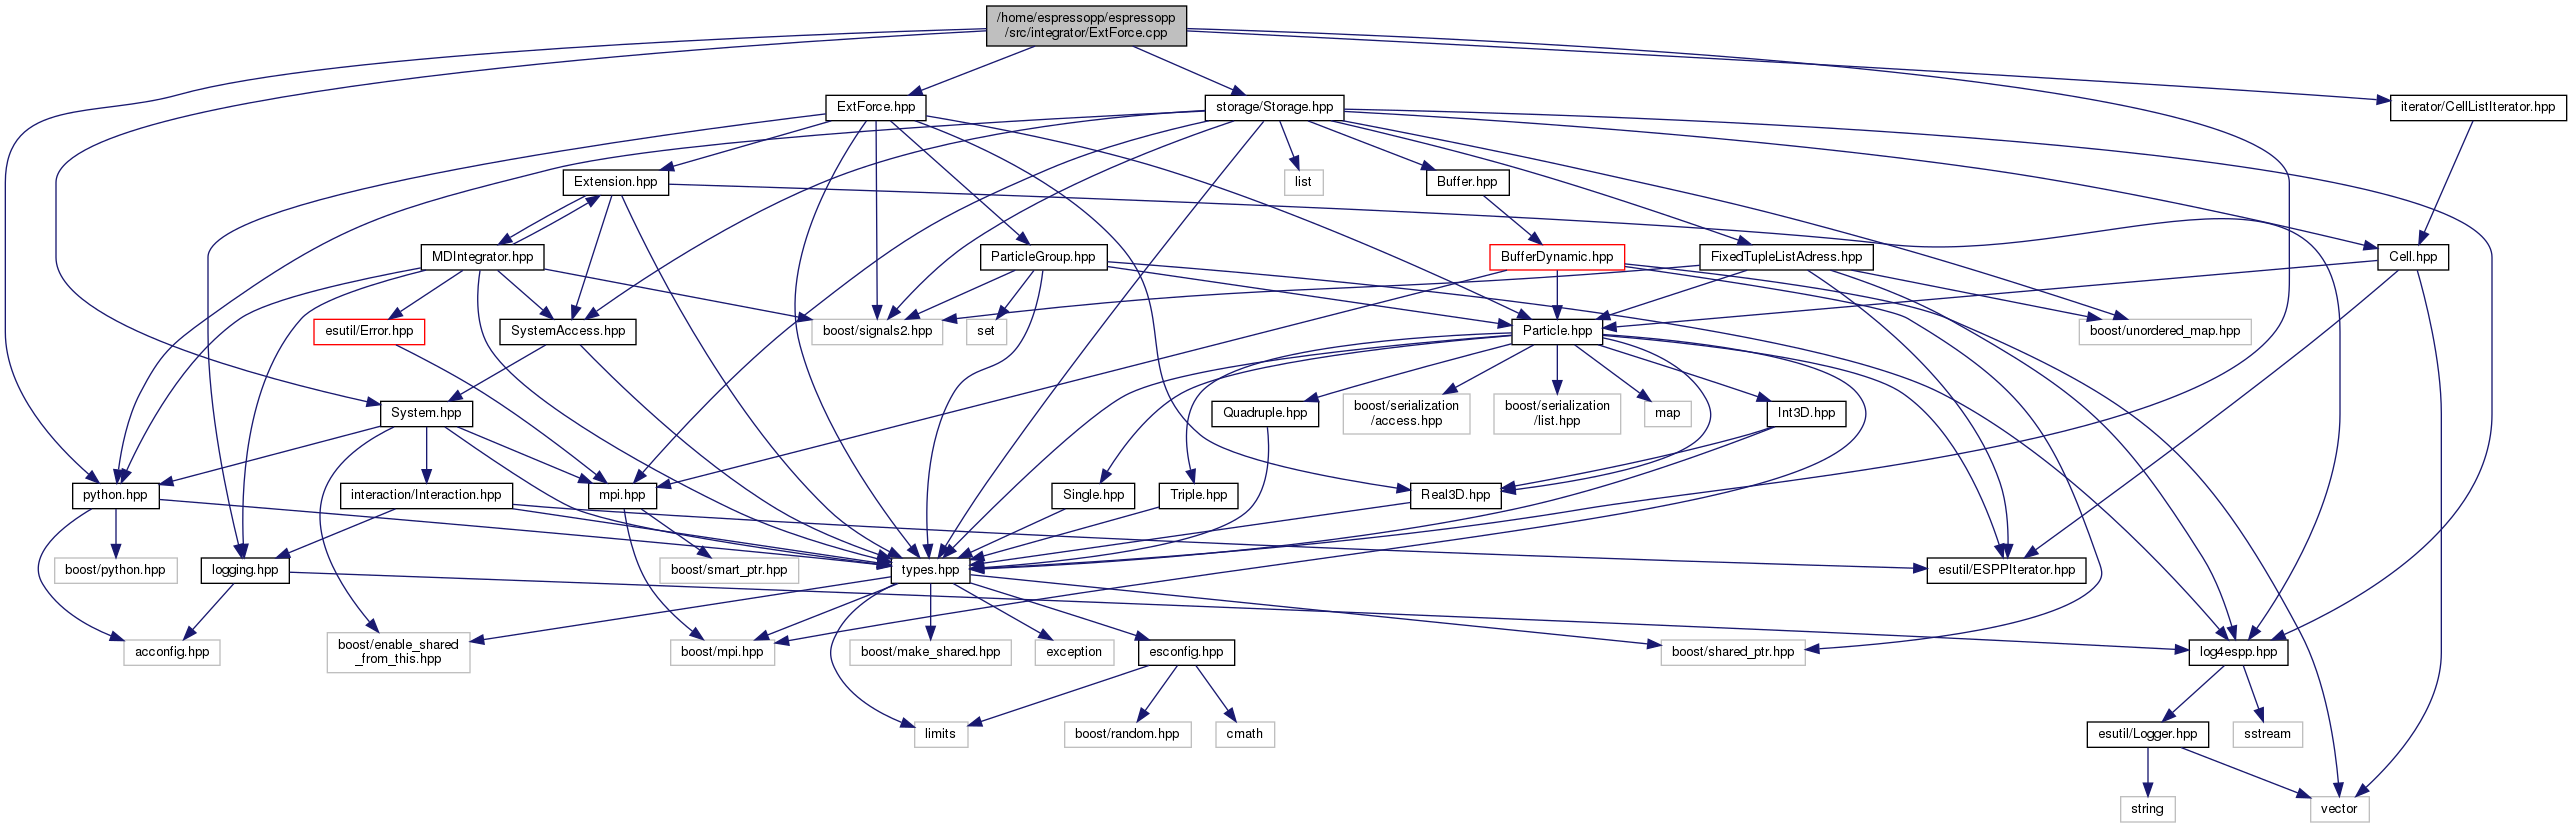 /home/espressopp/espressopp
/src/integrator/ExtForce.cpp
ExtForce.hpp
storage/Storage.hpp
iterator/CellListIterator.hpp
Extension.hpp
list
Buffer.hpp
MDIntegrator.hpp
ParticleGroup.hpp
BufferDynamic.hpp
FixedTupleListAdress.hpp
Cell.hpp
esutil/Error.hpp
SystemAccess.hpp
boost/signals2.hpp
set
Particle.hpp
boost/unordered_map.hpp
System.hpp
Quadruple.hpp
boost/serialization
/access.hpp
boost/serialization
/list.hpp
map
Int3D.hpp
python.hpp
interaction/Interaction.hpp
mpi.hpp
Single.hpp
Triple.hpp
Real3D.hpp
boost/python.hpp
logging.hpp
boost/smart_ptr.hpp
types.hpp
esutil/ESPPIterator.hpp
acconfig.hpp
boost/enable_shared
_from_this.hpp
boost/mpi.hpp
boost/make_shared.hpp
exception
esconfig.hpp
boost/shared_ptr.hpp
log4espp.hpp
limits
boost/random.hpp
cmath
esutil/Logger.hpp
sstream
string
vector